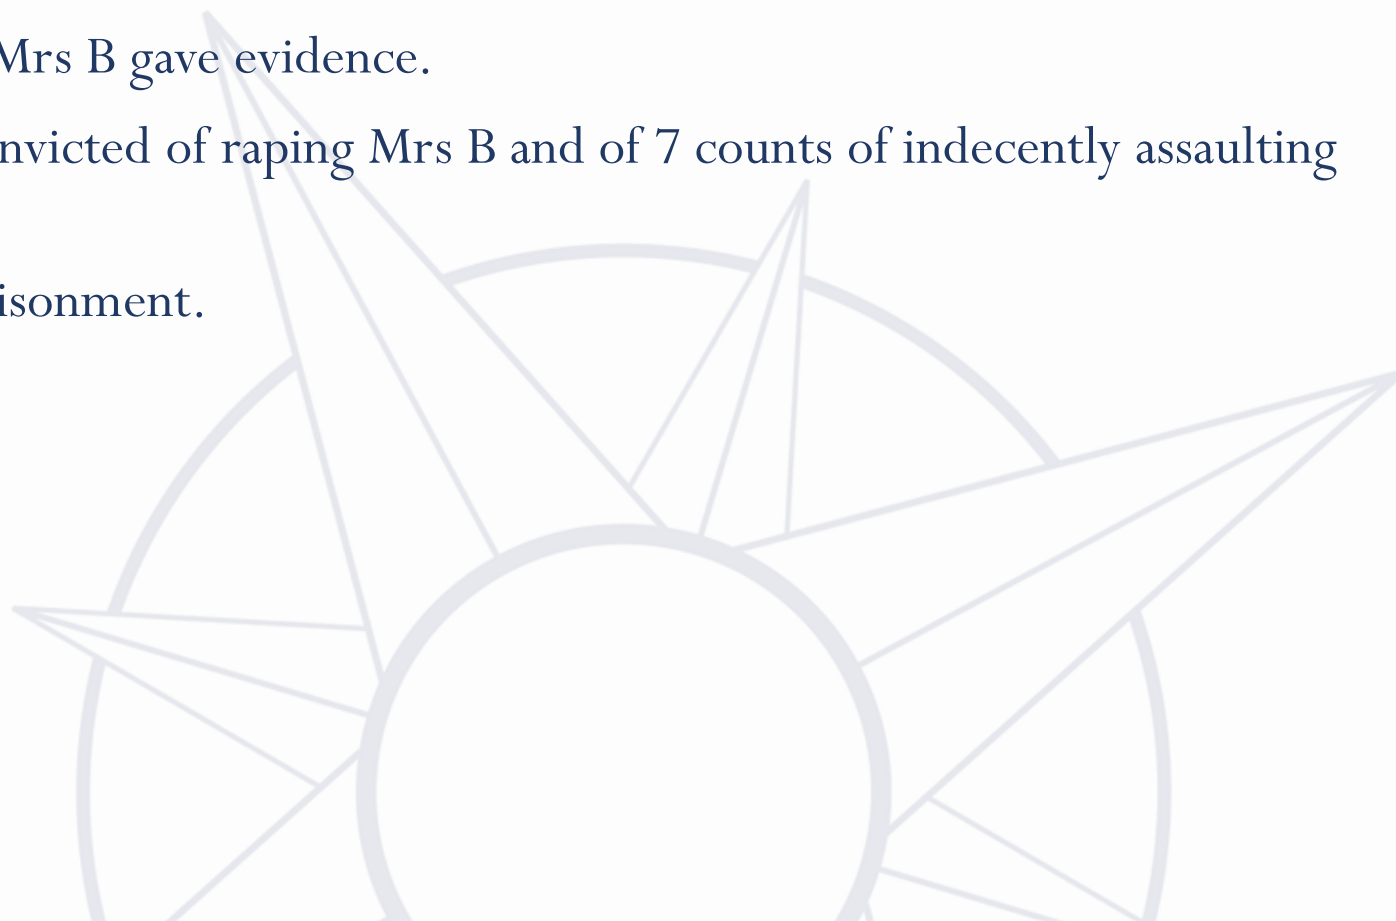 Mrs B gave evidence.
nvicted of raping Mrs B and of 7 counts of indecently assaulting
isonment.